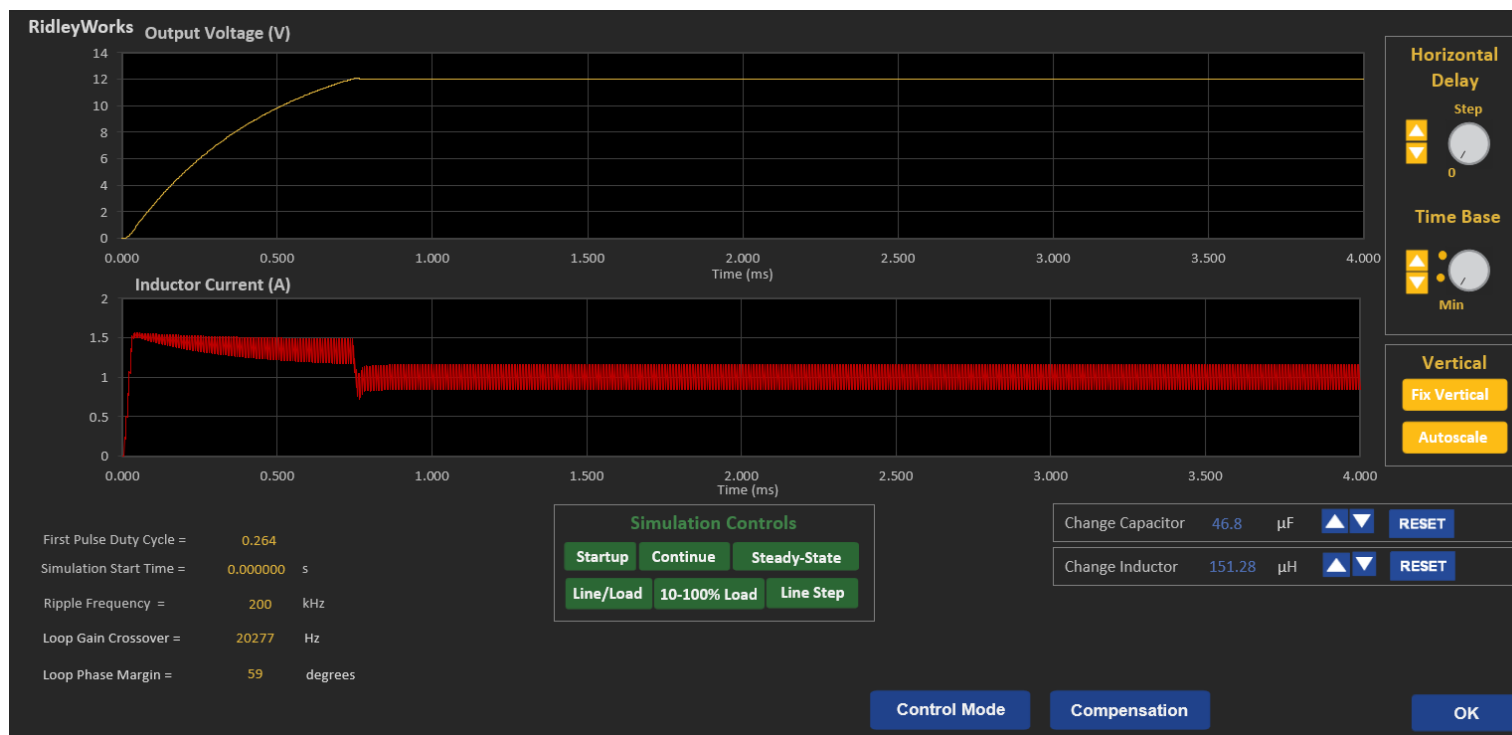 RidleyWorks
Output Voltage (V)
14
12
10
8
6
4
2
0
0.000 0.500 1.000 1.500 2.000 2.500 3.000 3.500 4.000
Time (ms)
Inductor Current (A)
2
1.5
1
0.5
0
0.000 0.500 1.000 1.500 2.000 2.500 3.000 3.500 4.000
Time (ms)
Horizontal
Delay
Step
0
Time Base
Min
Vertical
Fix Vertical
Autoscale
First Pulse Duty Cycle = 0.264
Simulation Start Time = 0.000000 s
Ripple Frequency = 200 kHz
Loop Gain Crossover = 20277 Hz
Loop Phase Margin = 59 degrees
Simulation Controls
Startup Continue Steady-State
Line/Load 10-100% Load Line Step
Change Capacitor 46.8 µF RESET
Change Inductor 151.28 µH RESET
Control Mode Compensation OK